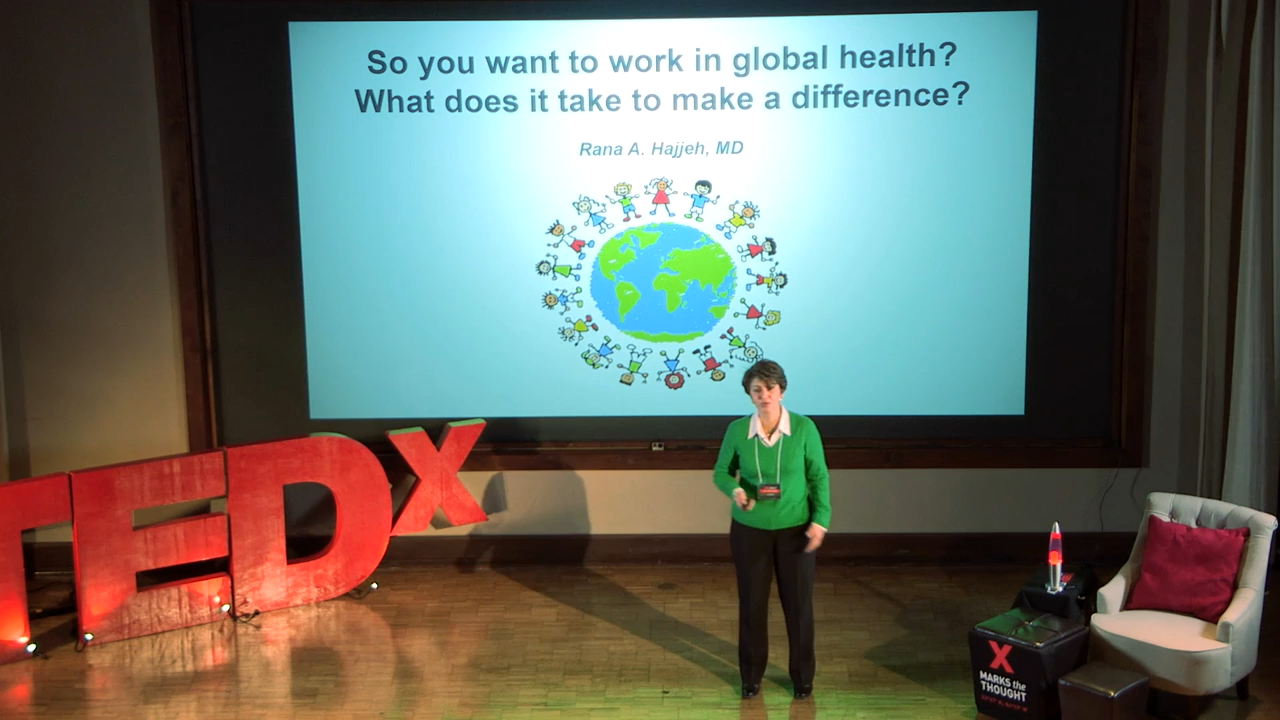 So you want to work in global health?
What does it take to make a difference?
Rana A. Hajjeh, MD
TEDx
X
MARKS the
THOUGHT